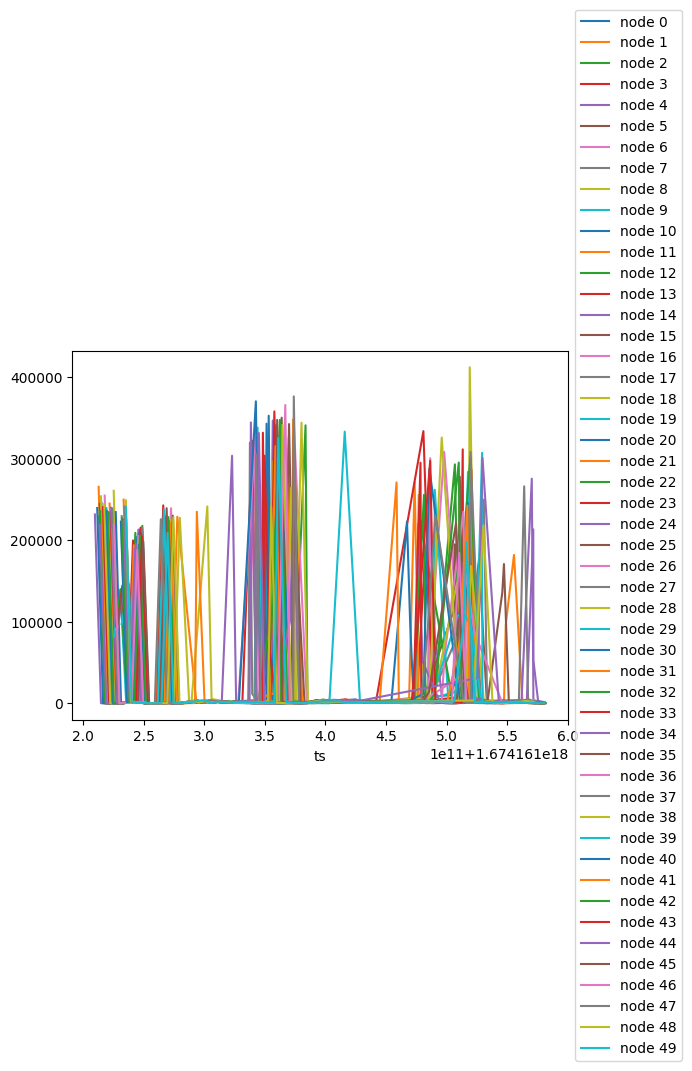 400000
300000
200000
100000
0
2.0 2.5 3.0 3.5 4.0 4.5 5.0 5.5 6.0
ts
1e11+1.674161e18
node 0
node 1
node 2
node 3
node 4
node 5
node 6
node 7
node 8
node 9
node 10
node 11
node 12
node 13
node 14
node 15
node 16
node 17
node 18
node 19
node 20
node 21
node 22
node 23
node 24
node 25
node 26
node 27
node 28
node 29
node 30
node 31
node 32
node 33
node 34
node 35
node 36
node 37
node 38
node 39
node 40
node 41
node 42
node 43
node 44
node 45
node 46
node 47
node 48
node 49